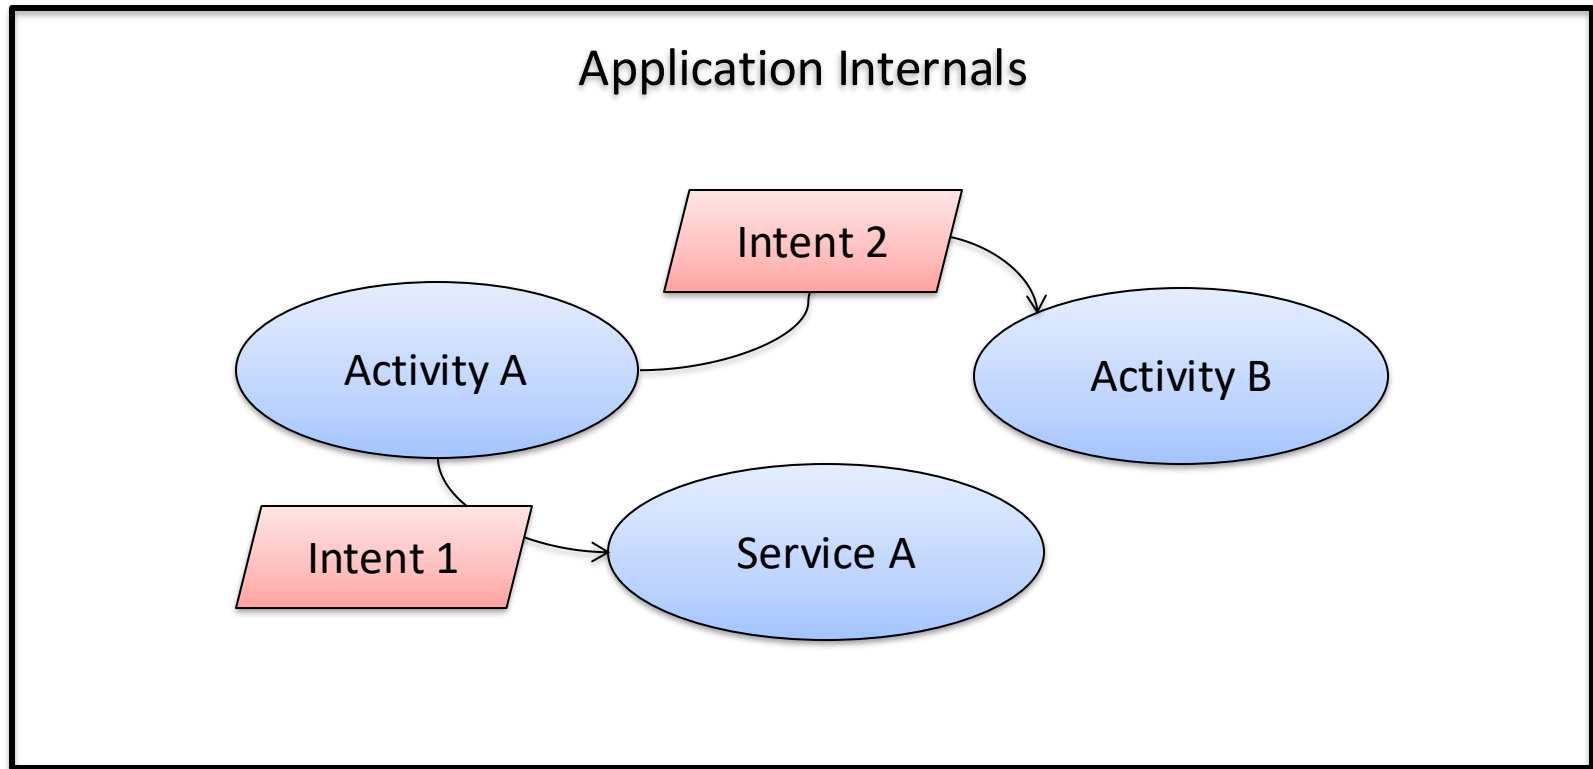 Application Internals
Intent 2
Activity A
Activity B
Intent 1
Service A